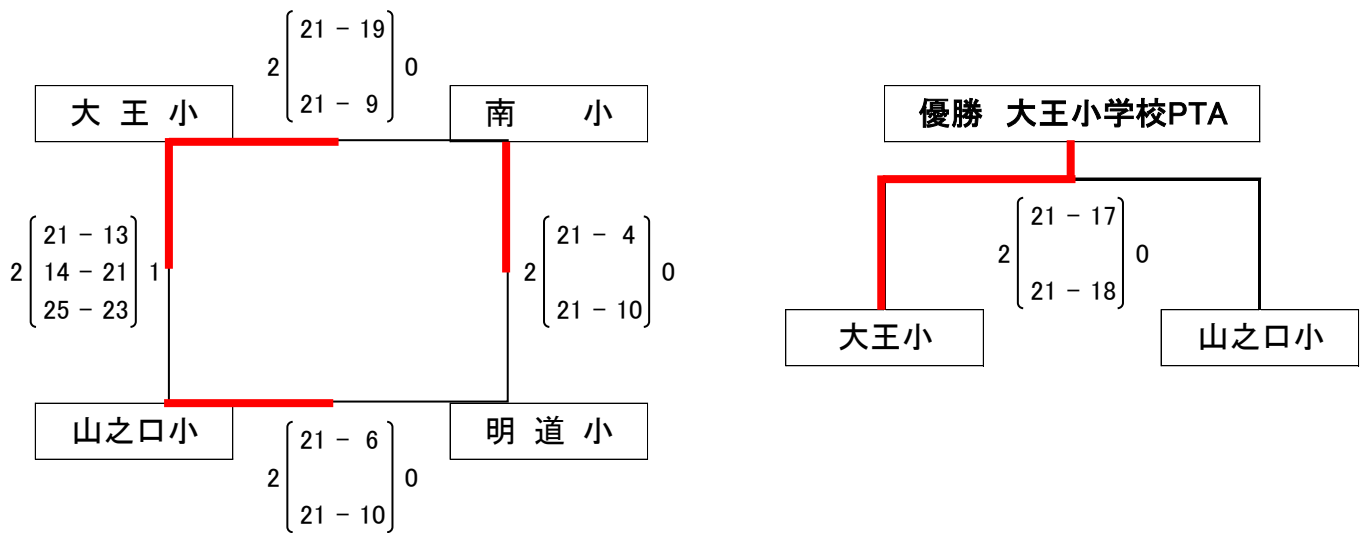 21 - 19
2 0
21 - 9
大 王 小
南 小
21 - 13
2 14 - 21 1
25 - 23
21 - 4
2 0
21 - 10
山之口小
明 道 小
21 - 6
2 0
21 - 10
優勝 大王小学校PTA
21 - 17
2 0
21 - 18
大王小
山之口小